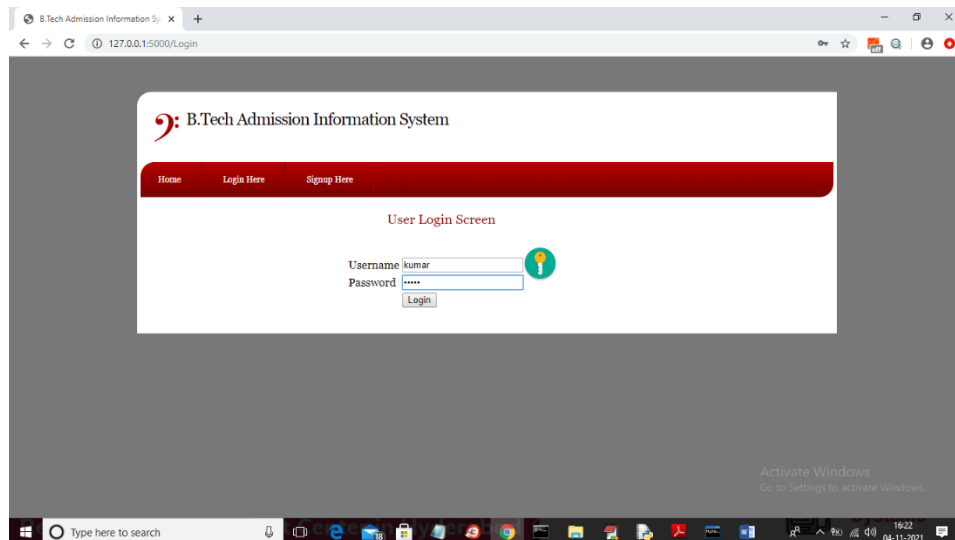 B.Tech Admission Information Sy
127.0.0.1:5000/Login
off
B.Tech Admission Information System
Home Login Here Signup Here
User Login Screen
Username kumar
Password •••••
Login
Activate Windows
Go to Settings to activate Windows.
Type here to search
18
16:22
04-11-2021